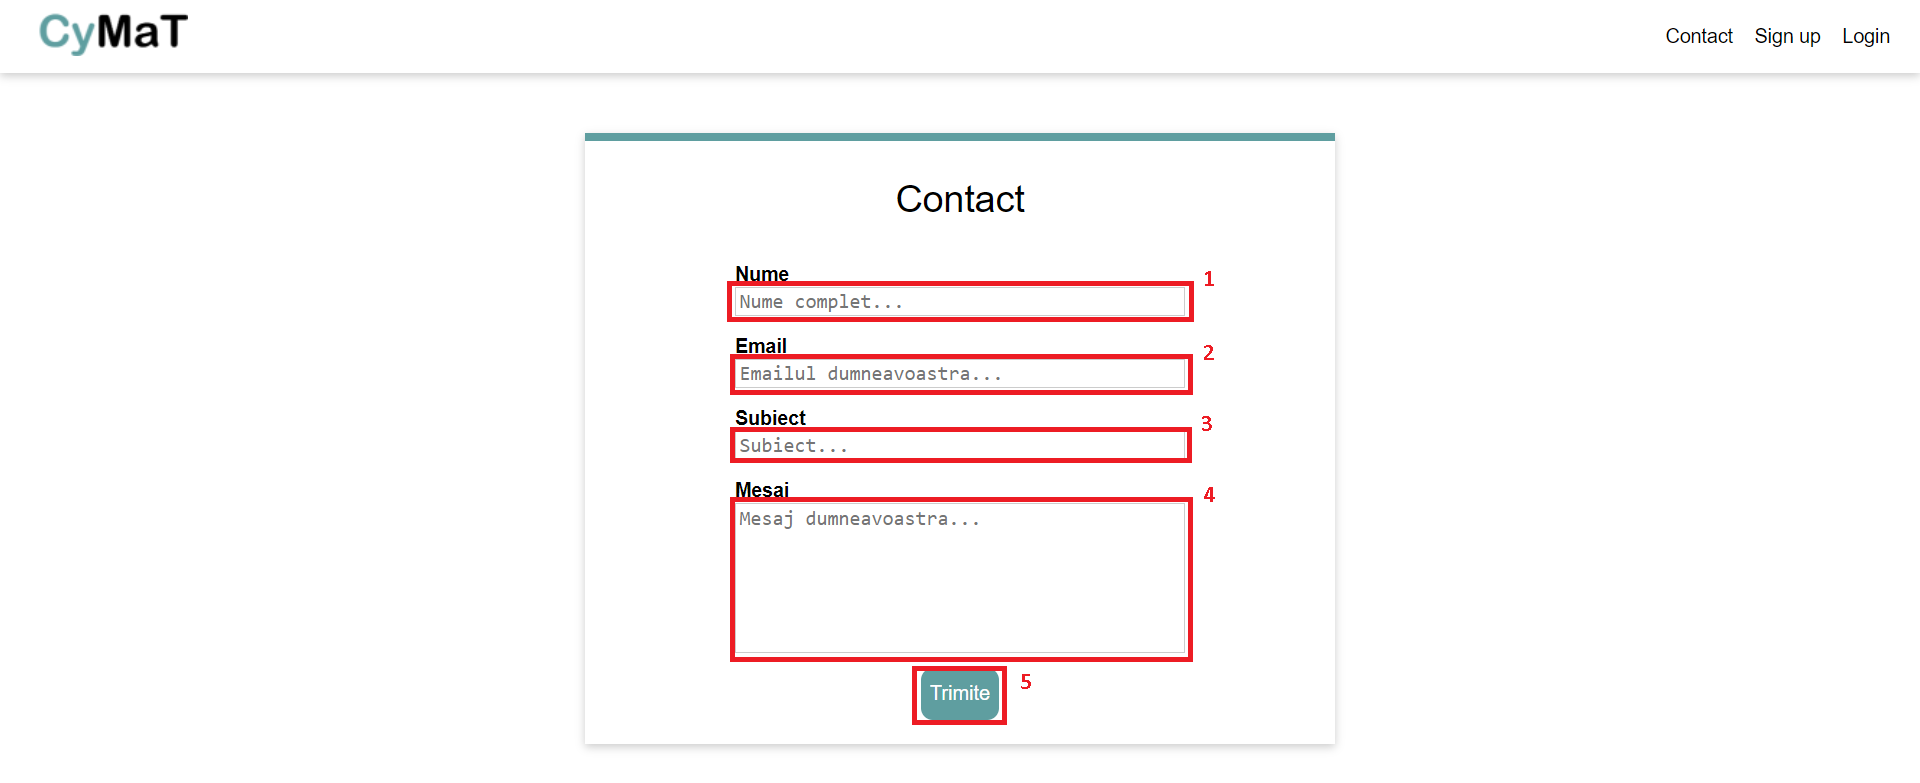 CyMaT
Contact Sign up Login
Contact
Nume
1
Nume complet...
Email
2
Emailul dumneavoastra...
Subiect
3
Subiect...
Mesaj
4
Mesaj dumneavoastra...
Trimite
5